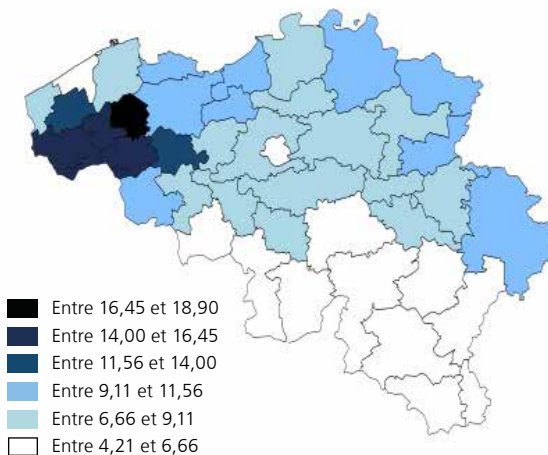 Entre 16,45 et 18,90
Entre 14,00 et 16,45
Entre 11,56 et 14,00
Entre 9,11 et 11,56
Entre 6,66 et 9,11
Entre 4,21 et 6,66